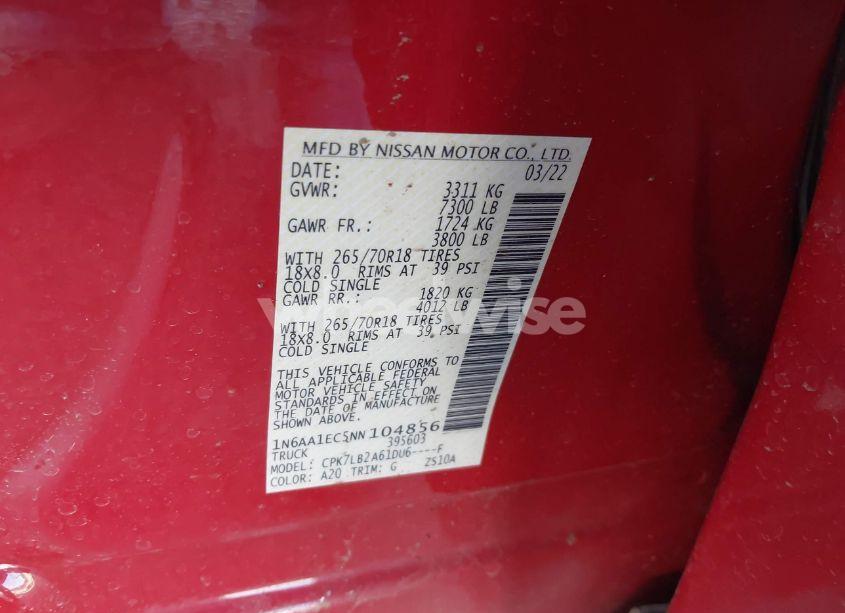 MFD BY NISSAN MOTOR CO., LTD.
DATE: 03/22
GVWR: 3311 KG
7300 LB
GAWR FR.: 1724 KG
3800 LB
WITH 265/70R18 TIRES
18X8.0 RIMS AT 39 PSI
COLD SINGLE
GAWR RR.: 1820 KG
4012 LB
WITH 265/70R18 TIRES
18X8.0 RIMS AT 39 PSI
COLD SINGLE
THIS VEHICLE CONFORMS TO
ALL APPLICABLE FEDERAL
MOTOR VEHICLE SAFETY
STANDARDS IN EFFECT ON
THE DATE OF MANUFACTURE
SHOWN ABOVE.
1N6AA1EC5NN104856
TRUCK 395603
MODEL: CPK7LB2A61DU6----F
COLOR: A20 TRIM: G ZS10A